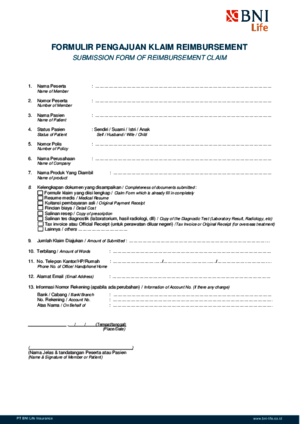 BNI
Life
FORMULIR PENGAJUAN KLAIM REIMBURSEMENT
SUBMISSION FORM OF REIMBURSEMENT CLAIM
1. Nama Peserta :
Name of Member
2. Nomor Peserta :
Number of Member
3. Nama Pasien :
Name of Patient
4. Status Pasien : Sendiri / Suami / Istri / Anak
Status of Patient Self / Husband / Wife / Child
5. Nomor Polis :
Number of Policy
6. Nama Perusahaan :
Name of Company
7. Nama Produk Yang Diambil :
Name of product
8. Kelengkapan dokumen yang disampaikan / Completeness of documents submitted :
Formulir klaim yang diisi lengkap / Claim Form which is already fill in completely
Resume medis / Medical Resume
Kuitansi pembayaran asli / Original Payment Receipt
Rincian biaya / Detail Cost
Salinan resep / Copy of prescription
Salinan tes diagnostik (laboratorium, hasil radiologi, dll) / Copy of the Diagnostic Test (Laboratory Result, Radiology, etc)
Tax invoice atau Official Receipt (untuk perawatan diluar negeri) /Tax Invoice or Original Receipt (for overseas treatment)
Lainnya / others
9. Jumlah Klaim Diajukan / Amount of Submitted :
10. Terbilang / Amount of Words :
11. No. Telepon Kantor/HP/Rumah : / /
Phone No. of Office/ Handphone/ Home
12. Alamat Email (Email Address) :
13. Informasi Nomor Rekening (apabila ada perubahan) / Information of Account No. (if there any change)
Bank / Cabang / Bank/ Branch :
No. Rekening / Account No. :
Atas Nama / On Behalf of :
(Tempat/tanggal)
(Place/Date)
(Nama Jelas & tandatangan Peserta atau Pasien)
(Name & Signature of Member or Patient)
PT BNI Life Insurance www.bni-life.co.id